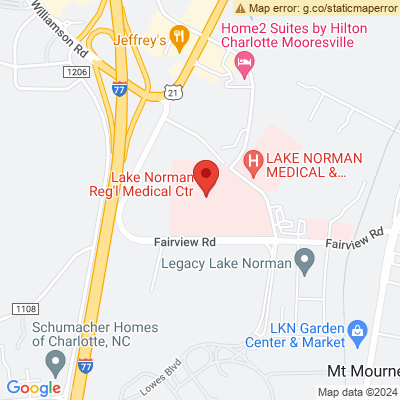 Map error: g.co/staticmaperror
Williamson Rd
Jeffrey's
Home2 Suites by Hilton
Charlotte Mooresville
1206
77
21
LAKE NORMAN
MEDICAL &...
Lake Norman
Reg'l Medical Ctr
Fairview Rd
Fairview Rd
Legacy Lake Norman
1108
Schumacher Homes
of Charlotte, NC
LKN Garden
Center & Market
77
Lowes Blvd
Mt Mourne
Google
Map data ©2024